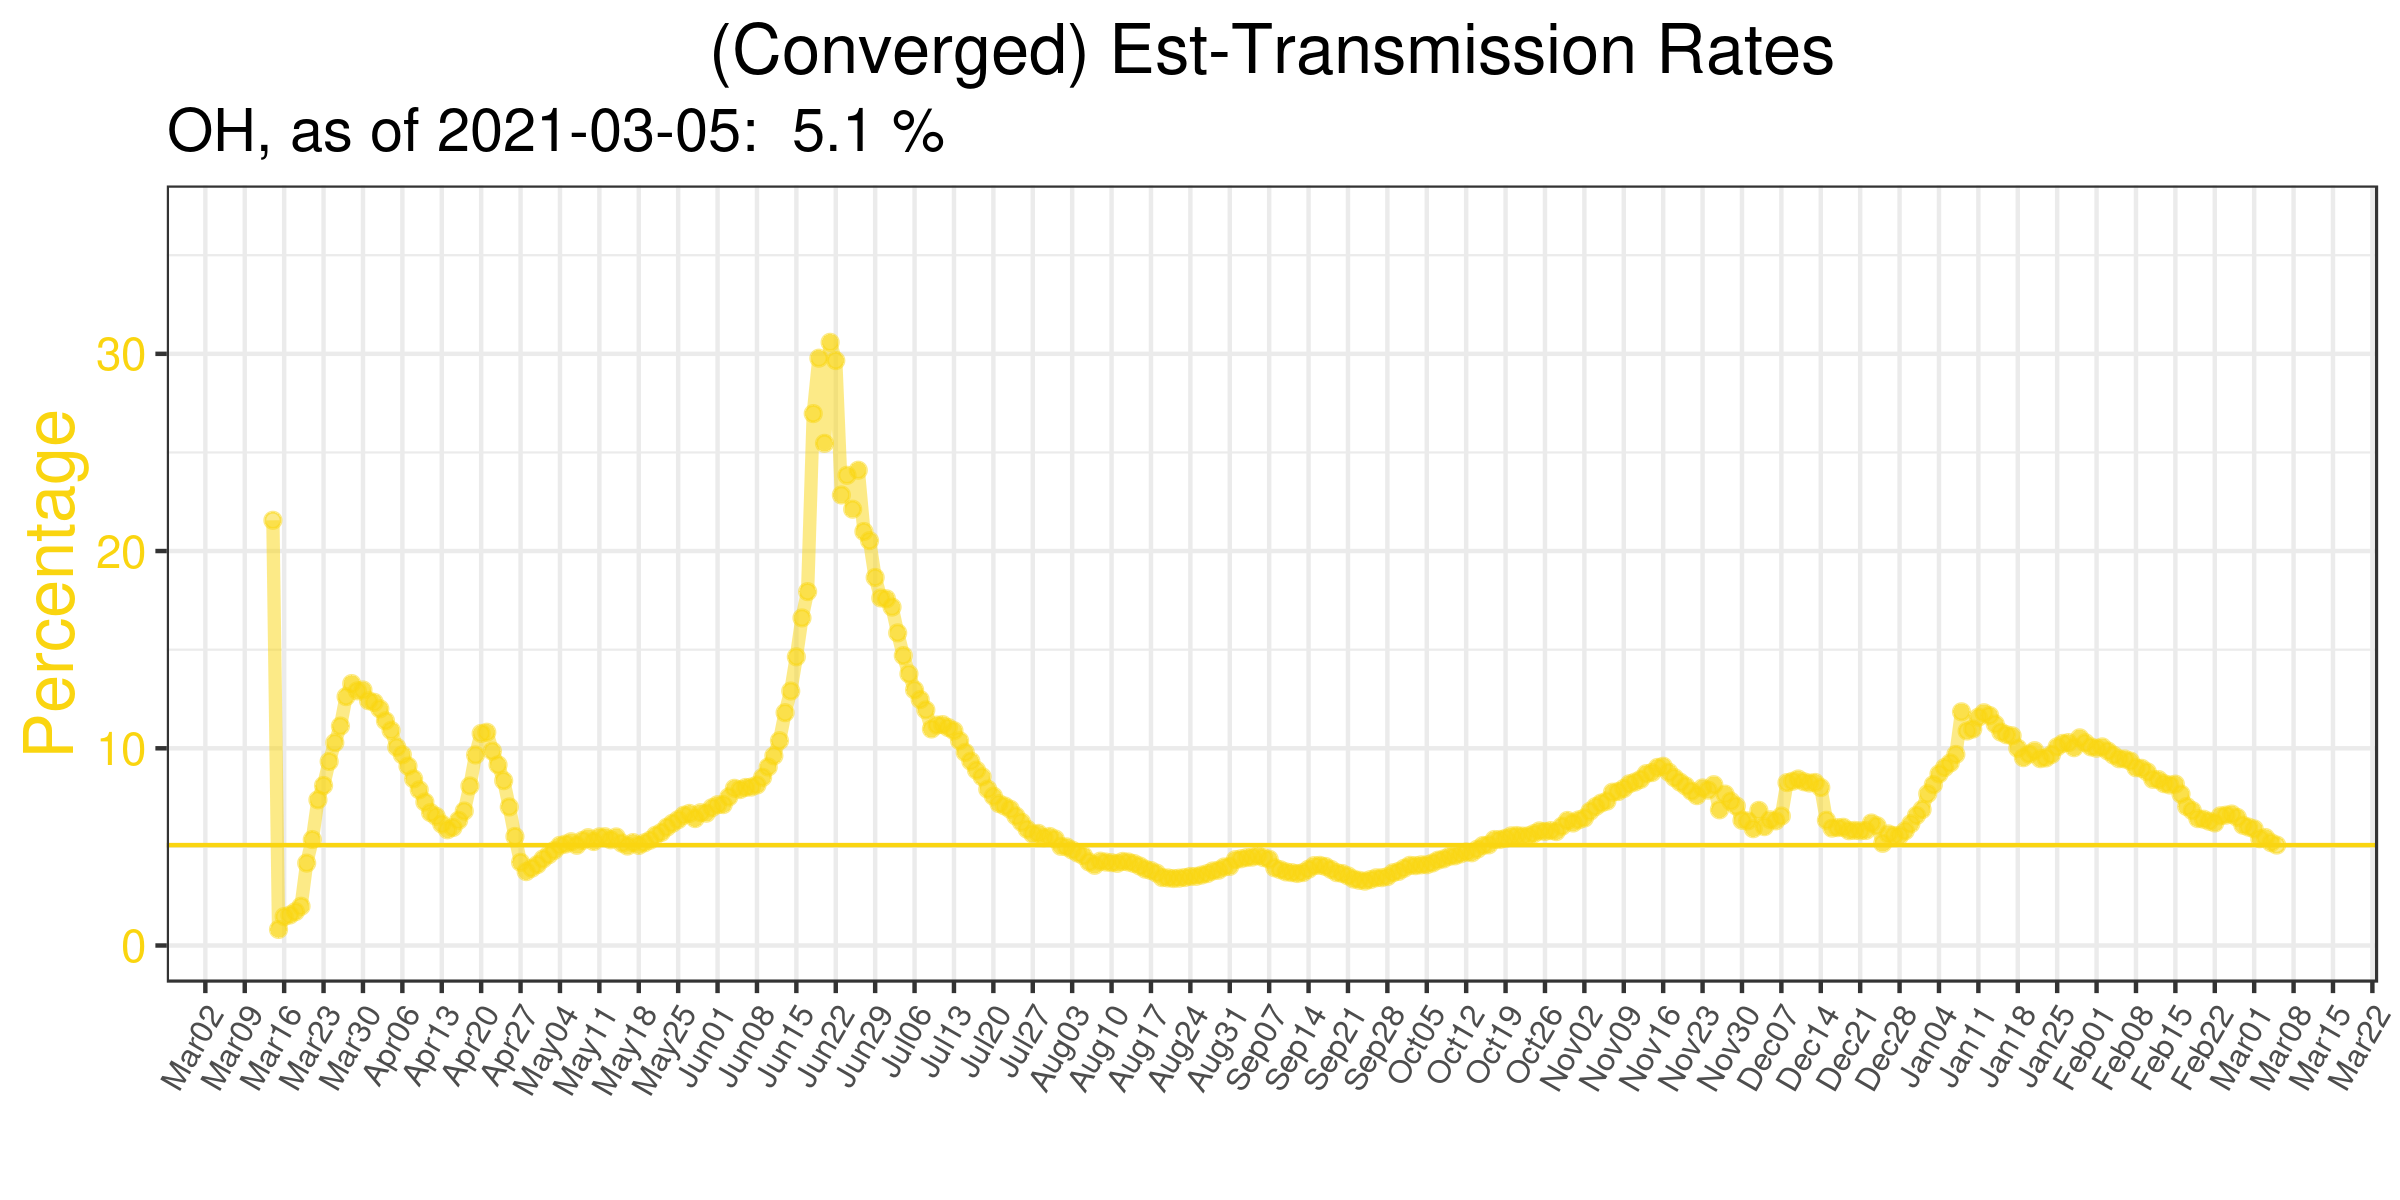 (Converged) Est-Transmission Rates
OH, as of 2021-03-05:  5.1 %
Percentage
30
20
10
0
Mar02
Mar09
Mar16
Mar23
Mar30
Apr06
Apr13
Apr20
Apr27
May04
May11
May18
May25
Jun01
Jun08
Jun15
Jun22
Jun29
Jul06
Jul13
Jul20
Jul27
Aug03
Aug10
Aug17
Aug24
Aug31
Sep07
Sep14
Sep21
Sep28
Oct05
Oct12
Oct19
Oct26
Nov02
Nov09
Nov16
Nov23
Nov30
Dec07
Dec14
Dec21
Dec28
Jan04
Jan11
Jan18
Jan25
Feb01
Feb08
Feb15
Feb22
Mar01
Mar08
Mar15
Mar22